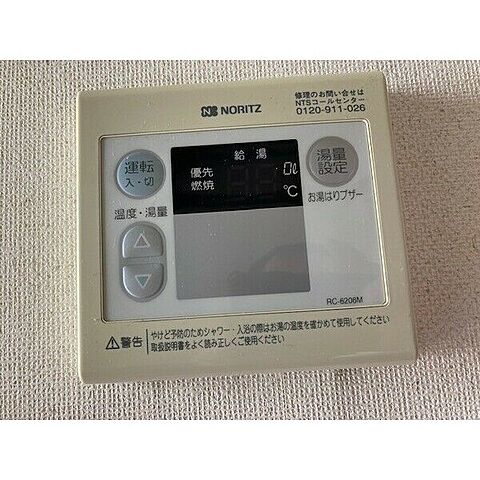 修理のお問い合せは
NTSコールセンター
0120-911-026
NORITZ
給湯
運転
入・切
優先
燃焼
0ℓ
℃
湯量
設定
お湯はりブザー
温度・湯量
△
▽
RC-6206M
⚠警告
やけど予防のためシャワー・入浴の際はお湯の温度を確かめて使用してください
取扱説明書をよく読み正しくご使用ください